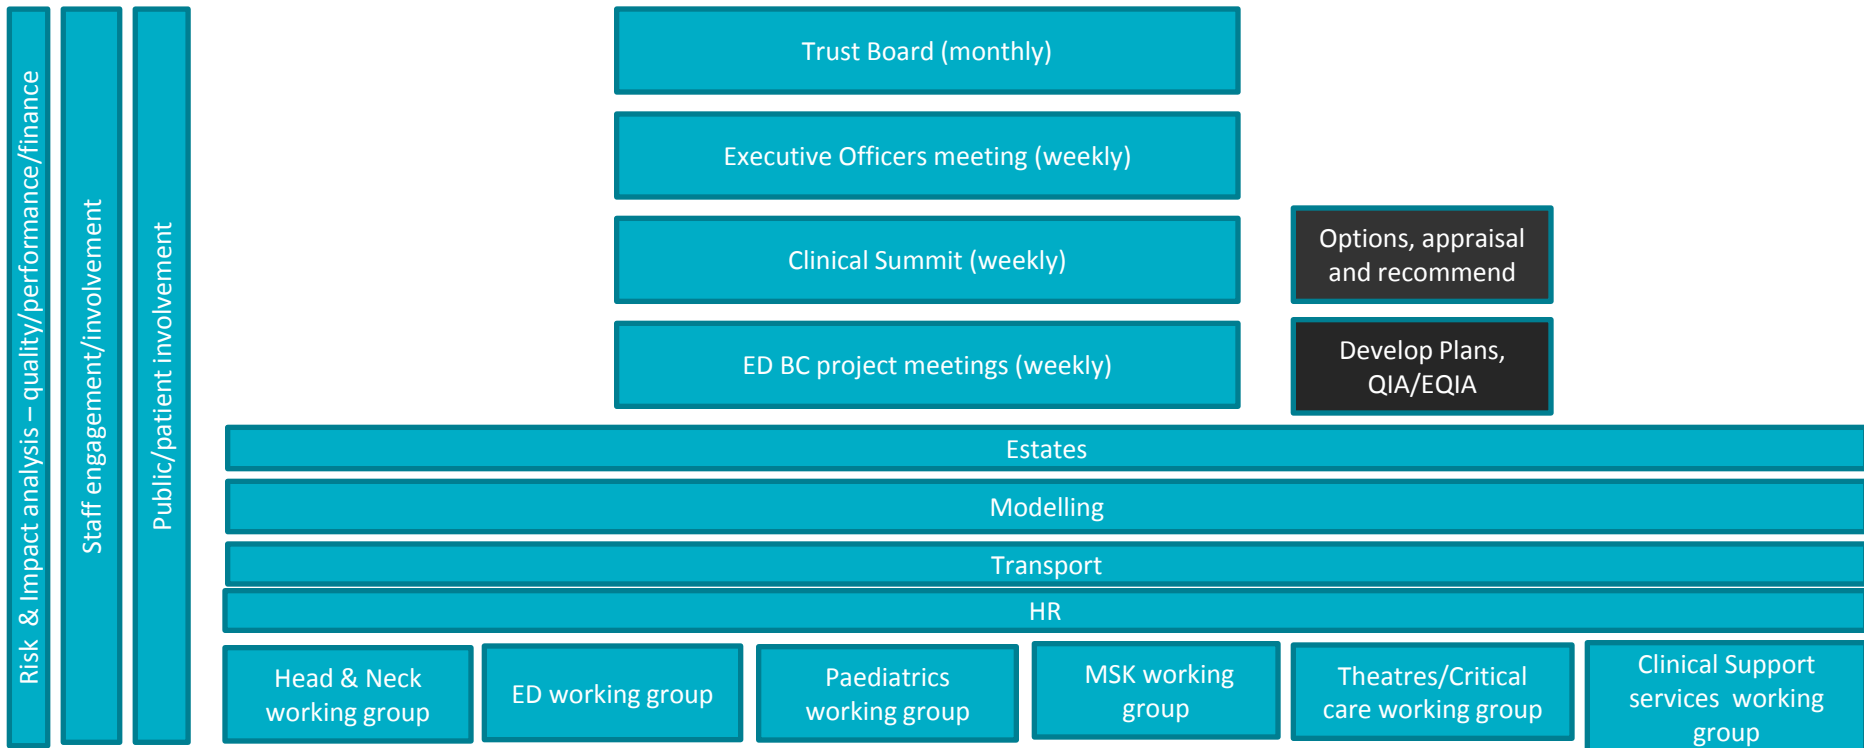 Risk & Impact analysis – quality/performance/finance
Staff engagement/involvement
Public/patient involvement
Trust Board (monthly)
Executive Officers meeting (weekly)
Clinical Summit (weekly)
Options, appraisal
and recommend
ED BC project meetings (weekly)
Develop Plans,
QIA/EQIA
Estates
Modelling
Transport
HR
Head & Neck
working group
ED working group
Paediatrics
working group
MSK working
group
Theatres/Critical
care working group
Clinical Support
services working
group